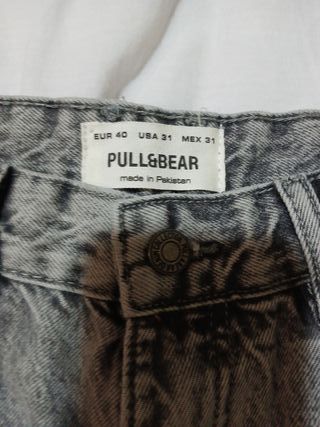 EUR 40 USA 31 MEX 31
PULL&BEAR
made in Pakistan